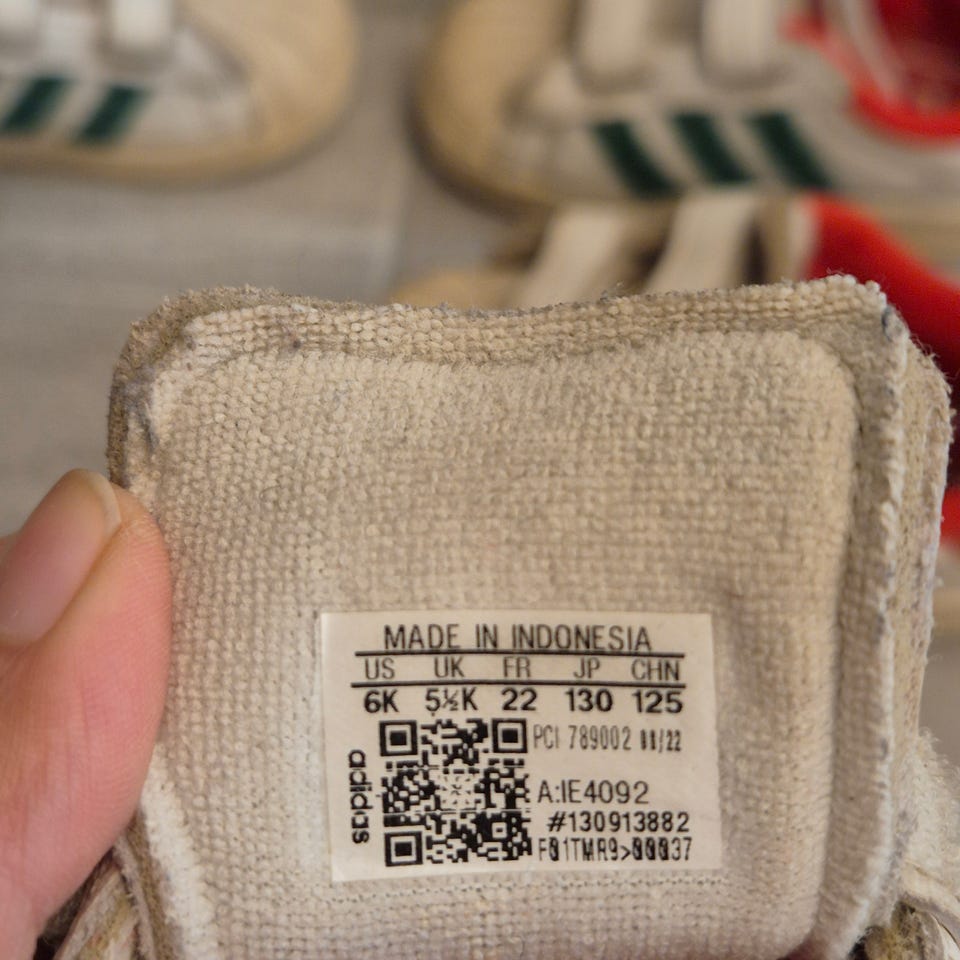 MADE IN INDONESIA
US UK FR JP CHN
6K 5½K 22 130 125
PCI 789002 08/22
A:IE4092
#130913882
F01TMR9>00037
adidas